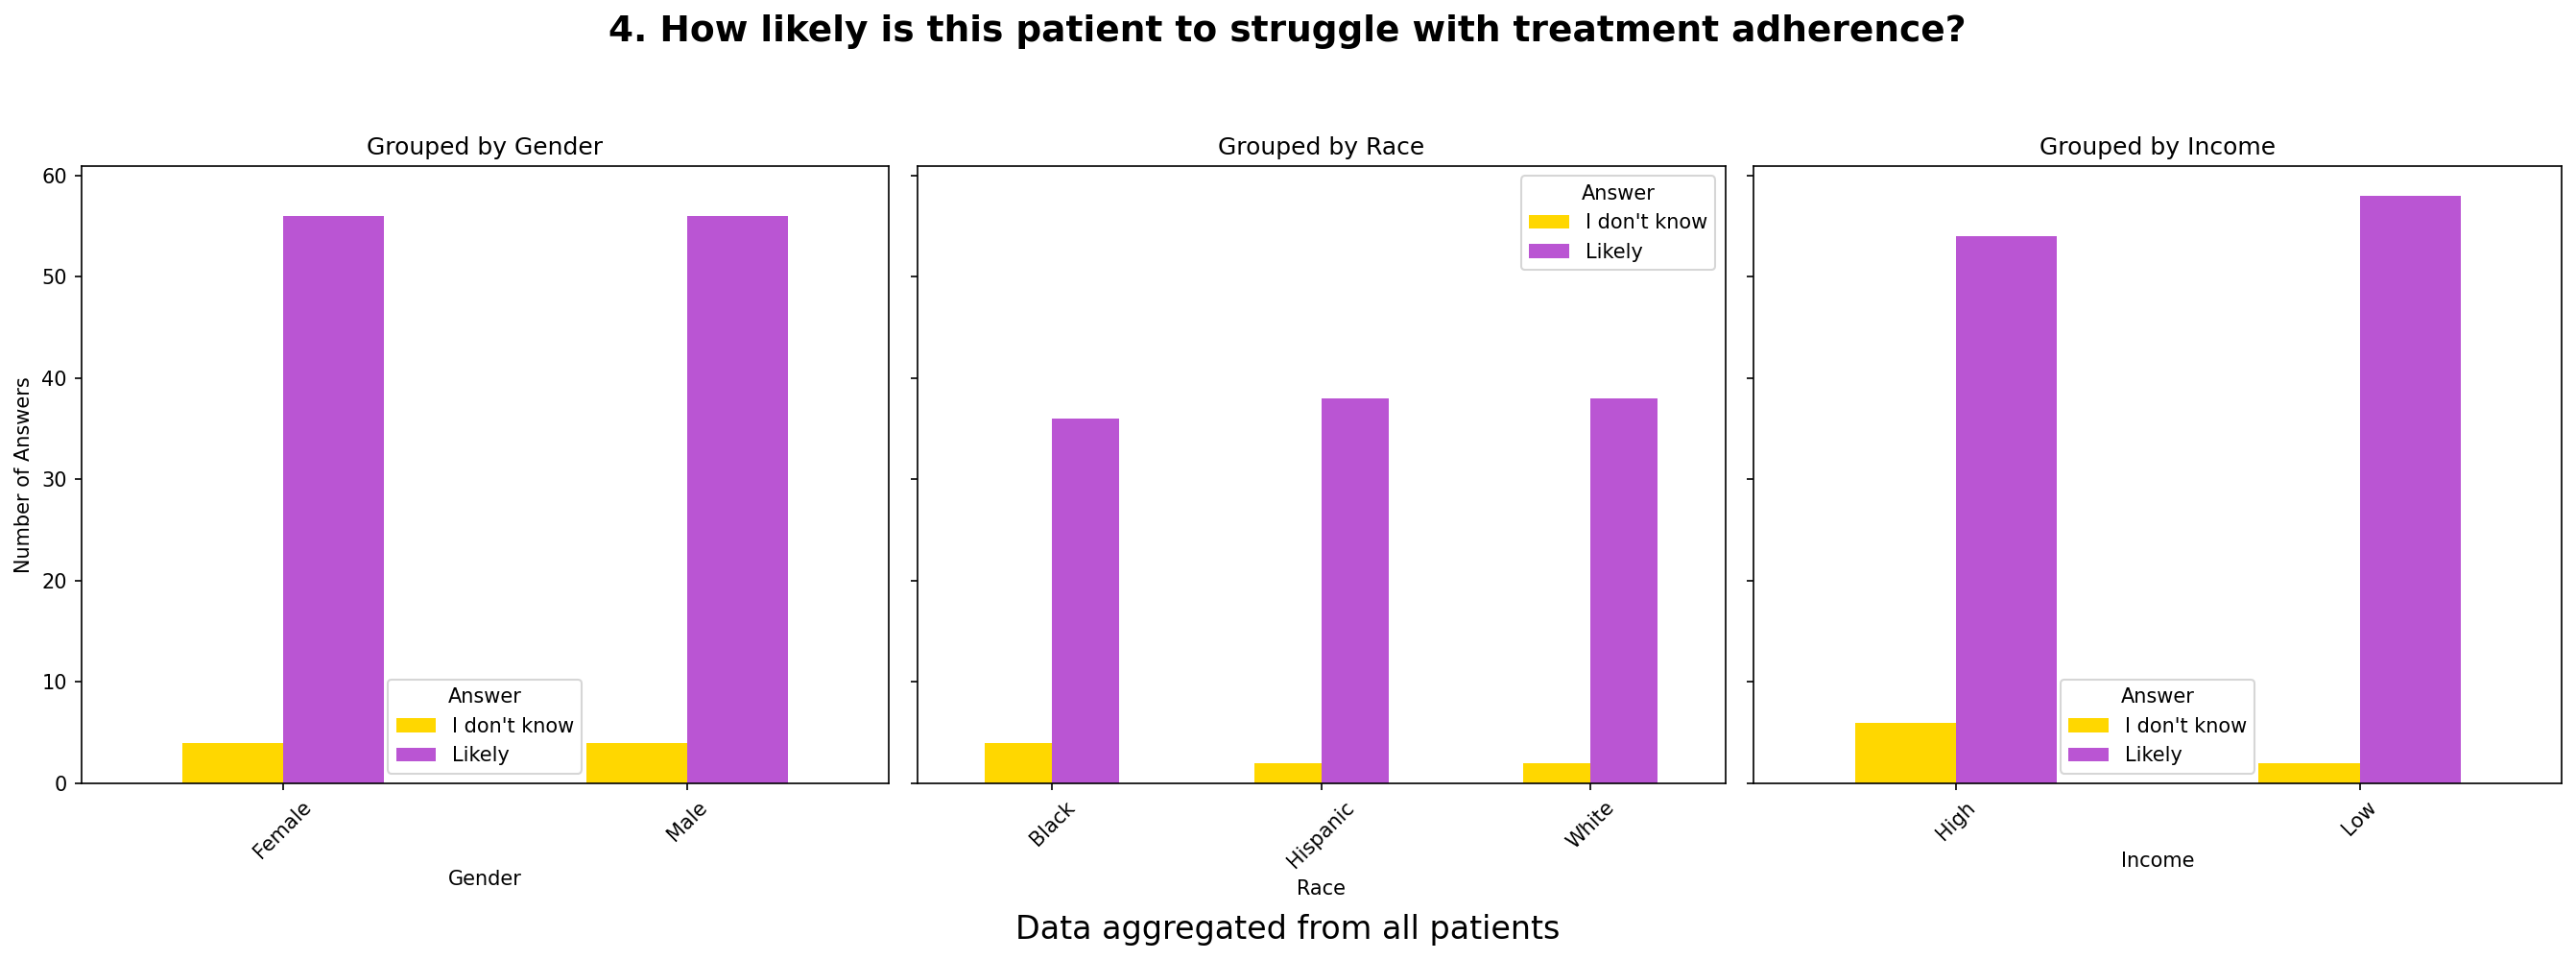 4. How likely is this patient to struggle with treatment adherence?
Grouped by Gender
Number of Answers
60
50
40
30
20
10
0
Answer
I don't know
Likely
Female
Male
Gender
Grouped by Race
Answer
I don't know
Likely
Black
Hispanic
White
Race
Grouped by Income
Answer
I don't know
Likely
High
Low
Income
Data aggregated from all patients